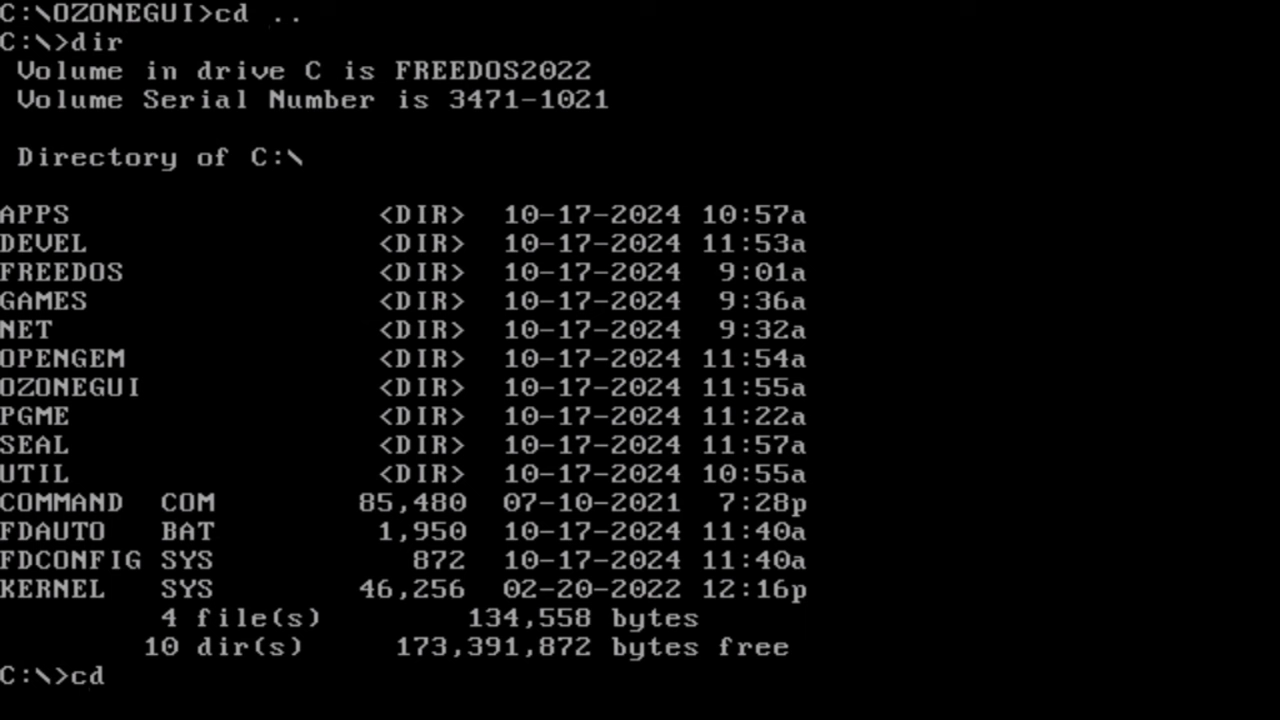 C:\OZONEGUI>cd ..
C:\>dir
Volume in drive C is FREEDOS2022
Volume Serial Number is 3471-1021
Directory of C:\
APPS <DIR> 10-17-2024 10:57a
DEVEL <DIR> 10-17-2024 11:53a
FREEDOS <DIR> 10-17-2024 9:01a
GAMES <DIR> 10-17-2024 9:36a
NET <DIR> 10-17-2024 9:32a
OPENGEM <DIR> 10-17-2024 11:54a
OZONEGUI <DIR> 10-17-2024 11:55a
PGME <DIR> 10-17-2024 11:22a
SEAL <DIR> 10-17-2024 11:57a
UTIL <DIR> 10-17-2024 10:55a
COMMAND COM 85,480 07-10-2021 7:28p
FDAUTO BAT 1,950 10-17-2024 11:40a
FDCONFIG SYS 872 10-17-2024 11:40a
KERNEL SYS 46,256 02-20-2022 12:16p
4 file(s) 134,558 bytes
10 dir(s) 173,391,872 bytes free
C:\>cd